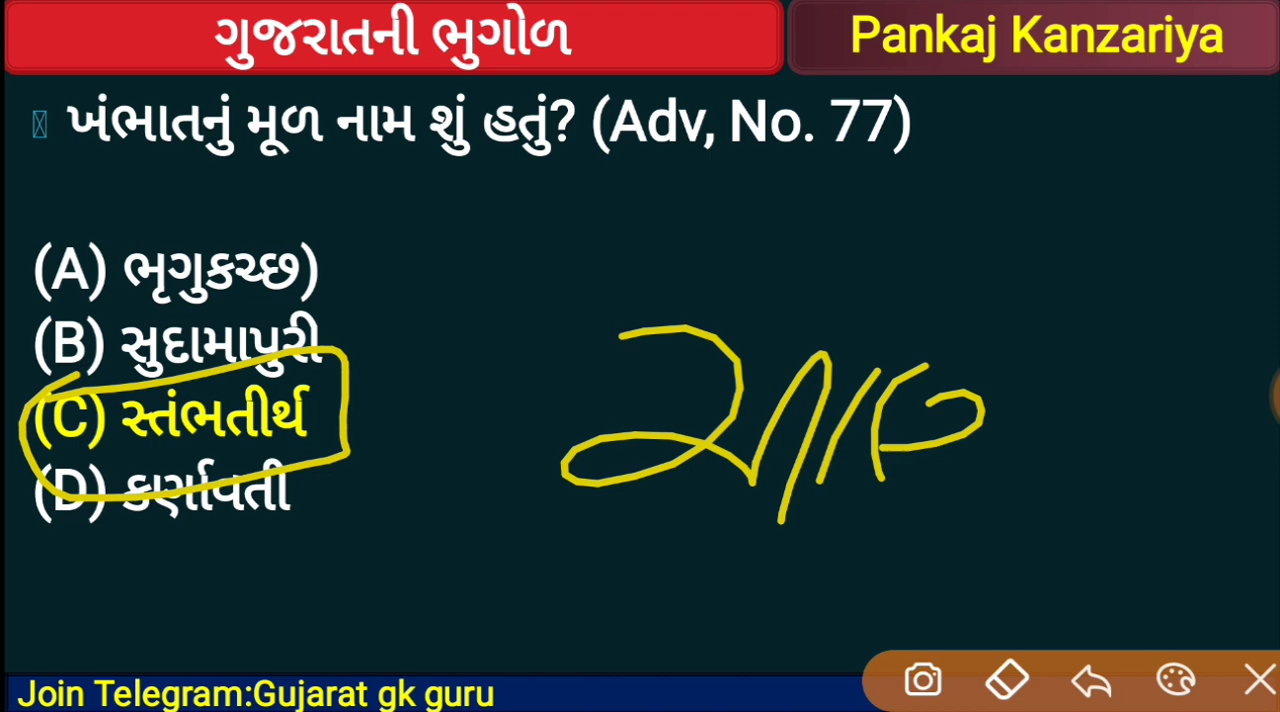 ગુજરાતની ભુગોળ
Pankaj Kanzariya
ખંભાતનું મૂળ નામ શું હતું? (Adv, No. 77)
(A) ભૃગુકચ્છ)
(B) સુદામાપુરી
(C) સ્તંભતીર્થ
(D) કર્ણાવતી
Join Telegram:Gujarat gk guru